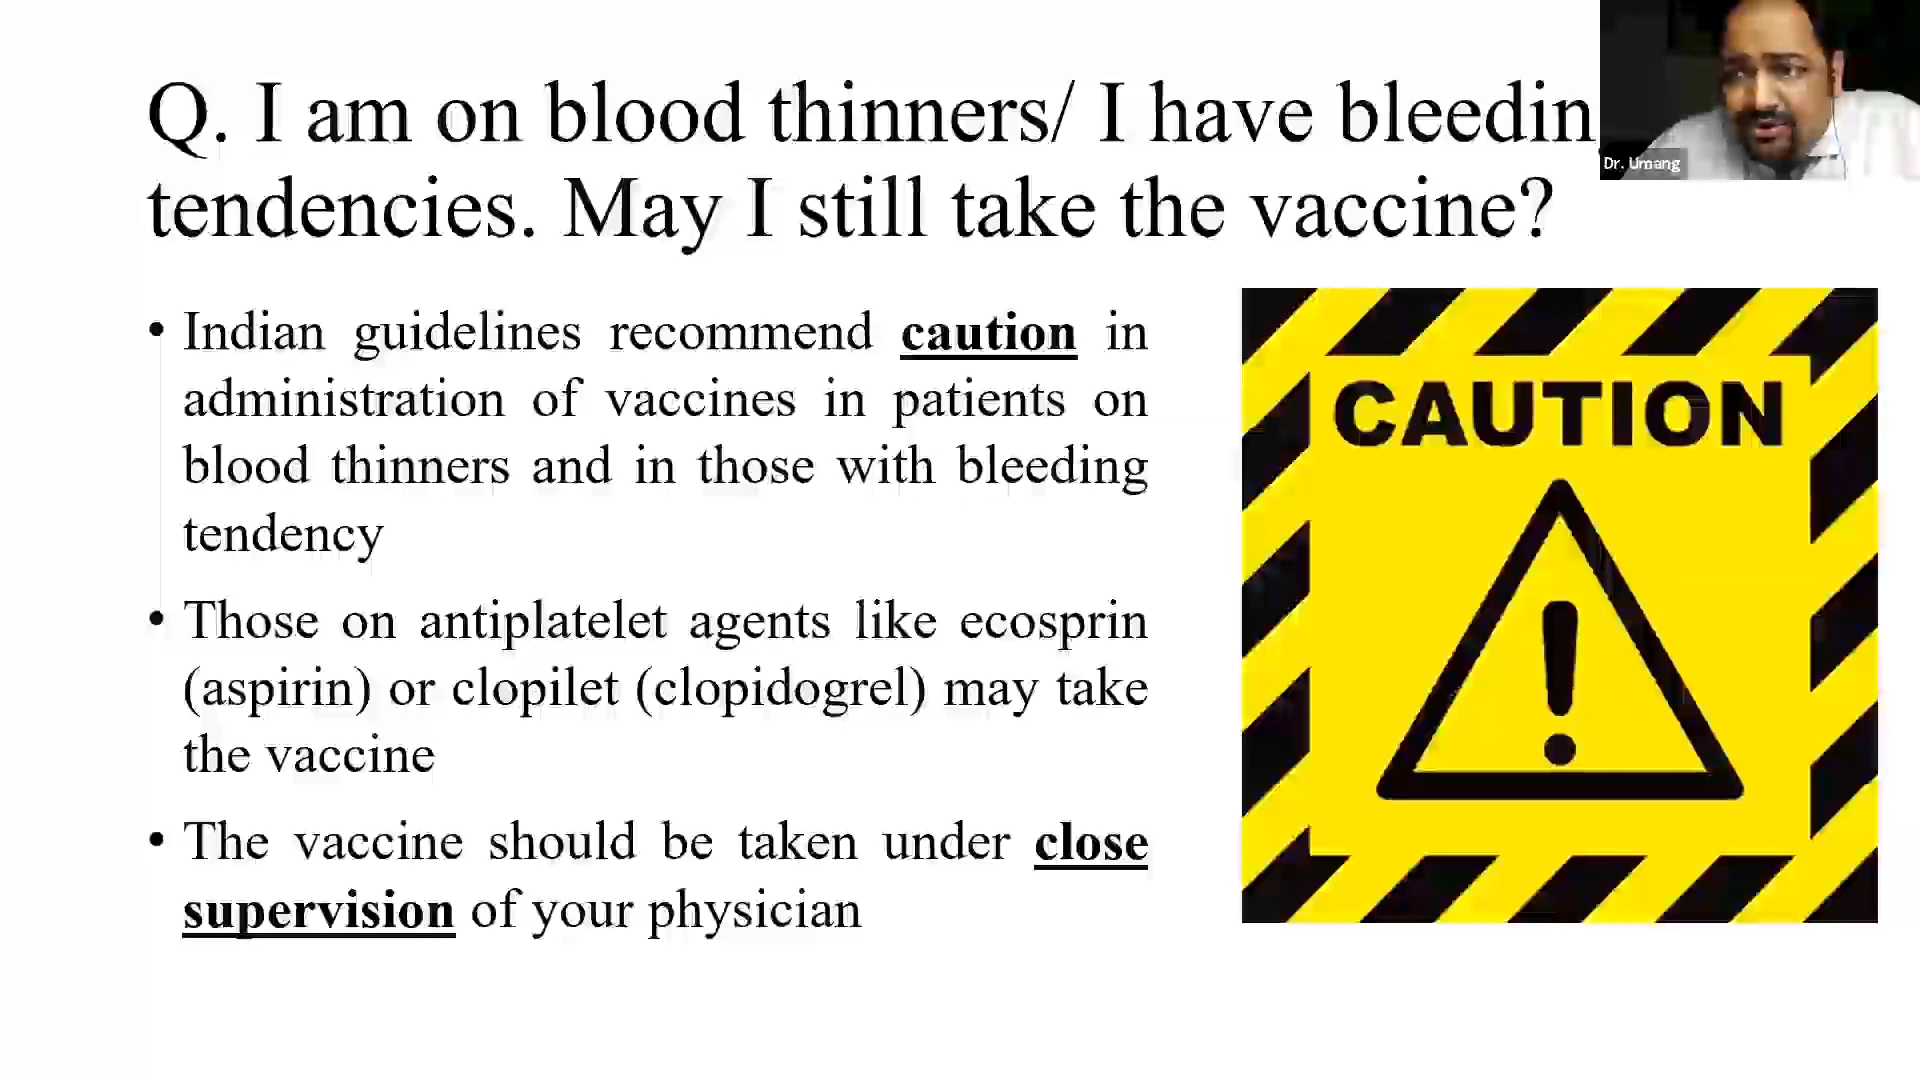 Q. I am on blood thinners/ I have bleedin
tendencies. May I still take the vaccine?
Dr. Umang
• Indian guidelines recommend caution in
administration of vaccines in patients on
blood thinners and in those with bleeding
tendency
• Those on antiplatelet agents like ecosprin
(aspirin) or clopilet (clopidogrel) may take
the vaccine
• The vaccine should be taken under close
supervision of your physician
CAUTION